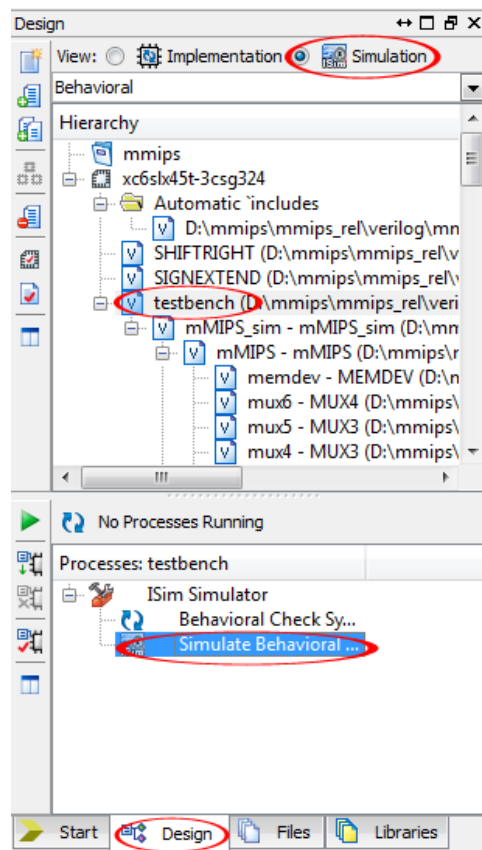 Design
View: Implementation Simulation
Behavioral
Hierarchy
mmips
xc6slx45t-3csg324
Automatic `includes
D:\mmips\mmips_rel\verilog\mn
SHIFTRIGHT (D:\mmips\mmips_rel\v
SIGNEXTEND (D:\mmips\mmips_rel\
testbench (D:\mmips\mmips_rel\veri
mMIPS_sim - mMIPS_sim (D:\mm
mMIPS - mMIPS (D:\mmips\r
memdev - MEMDEV (D:\n
mux6 - MUX4 (D:\mmips\
mux5 - MUX3 (D:\mmips\
mux4 - MUX3 (D:\mmips\
No Processes Running
Processes: testbench
ISim Simulator
Behavioral Check Sy...
Simulate Behavioral ...
Start Design Files Libraries